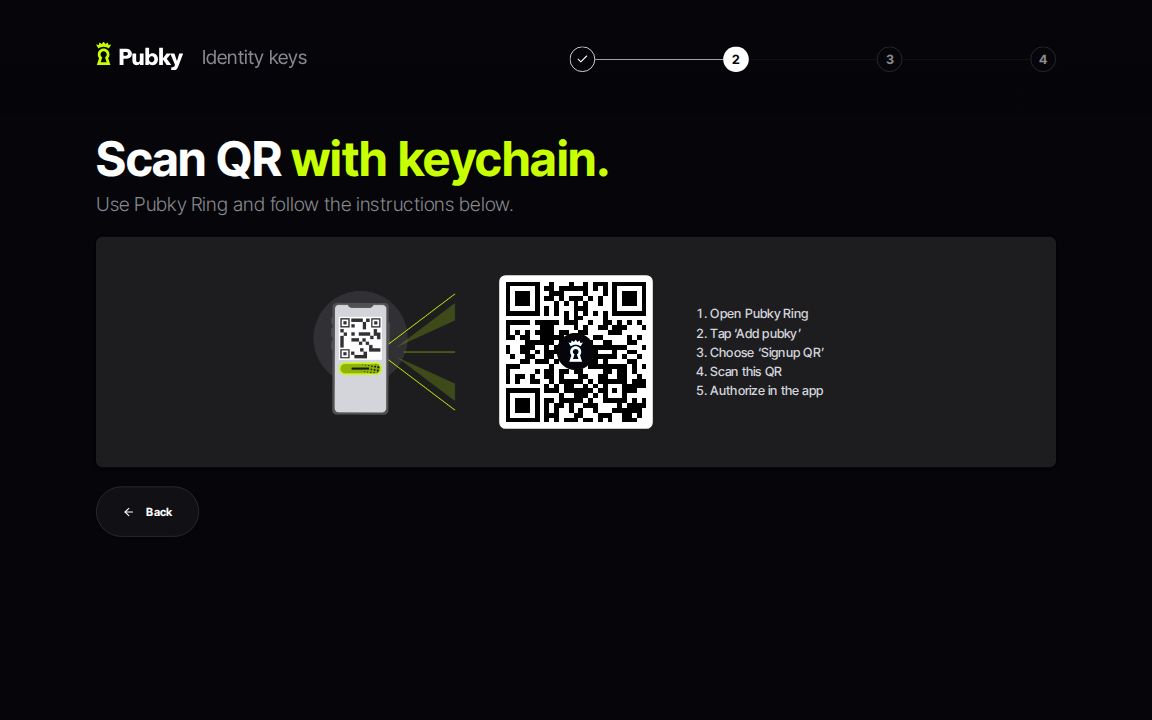 Pubky Identity keys
2
3
4
Scan QR with keychain.
Use Pubky Ring and follow the instructions below.
1. Open Pubky Ring
2. Tap ‘Add pubky’
3. Choose ‘Signup QR’
4. Scan this QR
5. Authorize in the app
Back